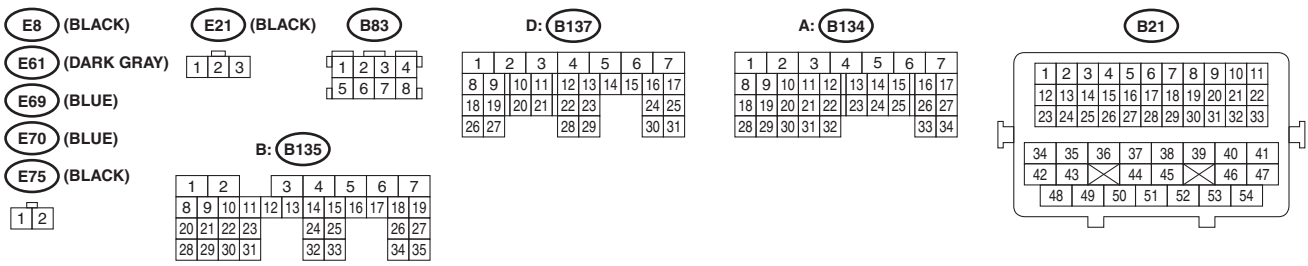 E8 (BLACK)
E61 (DARK GRAY)
E69 (BLUE)
E70 (BLUE)
E75 (BLACK)
1 2
E21 (BLACK)
1 2 3
B83
1 2 3 4
5 6 7 8
B: B135
1 2 3 4 5 6 7
8 9 10 11 12 13 14 15 16 17 18 19
20 21 22 23 24 25 26 27
28 29 30 31 32 33 34 35
D: B137
1 2 3 4 5 6 7
8 9 10 11 12 13 14 15 16 17
18 19 20 21 22 23 24 25
26 27 28 29 30 31
A: B134
1 2 3 4 5 6 7
8 9 10 11 12 13 14 15 16 17
18 19 20 21 22 23 24 25 26 27
28 29 30 31 32 33 34
B21
1 2 3 4 5 6 7 8 9 10 11
12 13 14 15 16 17 18 19 20 21 22
23 24 25 26 27 28 29 30 31 32 33
34 35 36 37 38 39 40 41
42 43 44 45 46 47
48 49 50 51 52 53 54